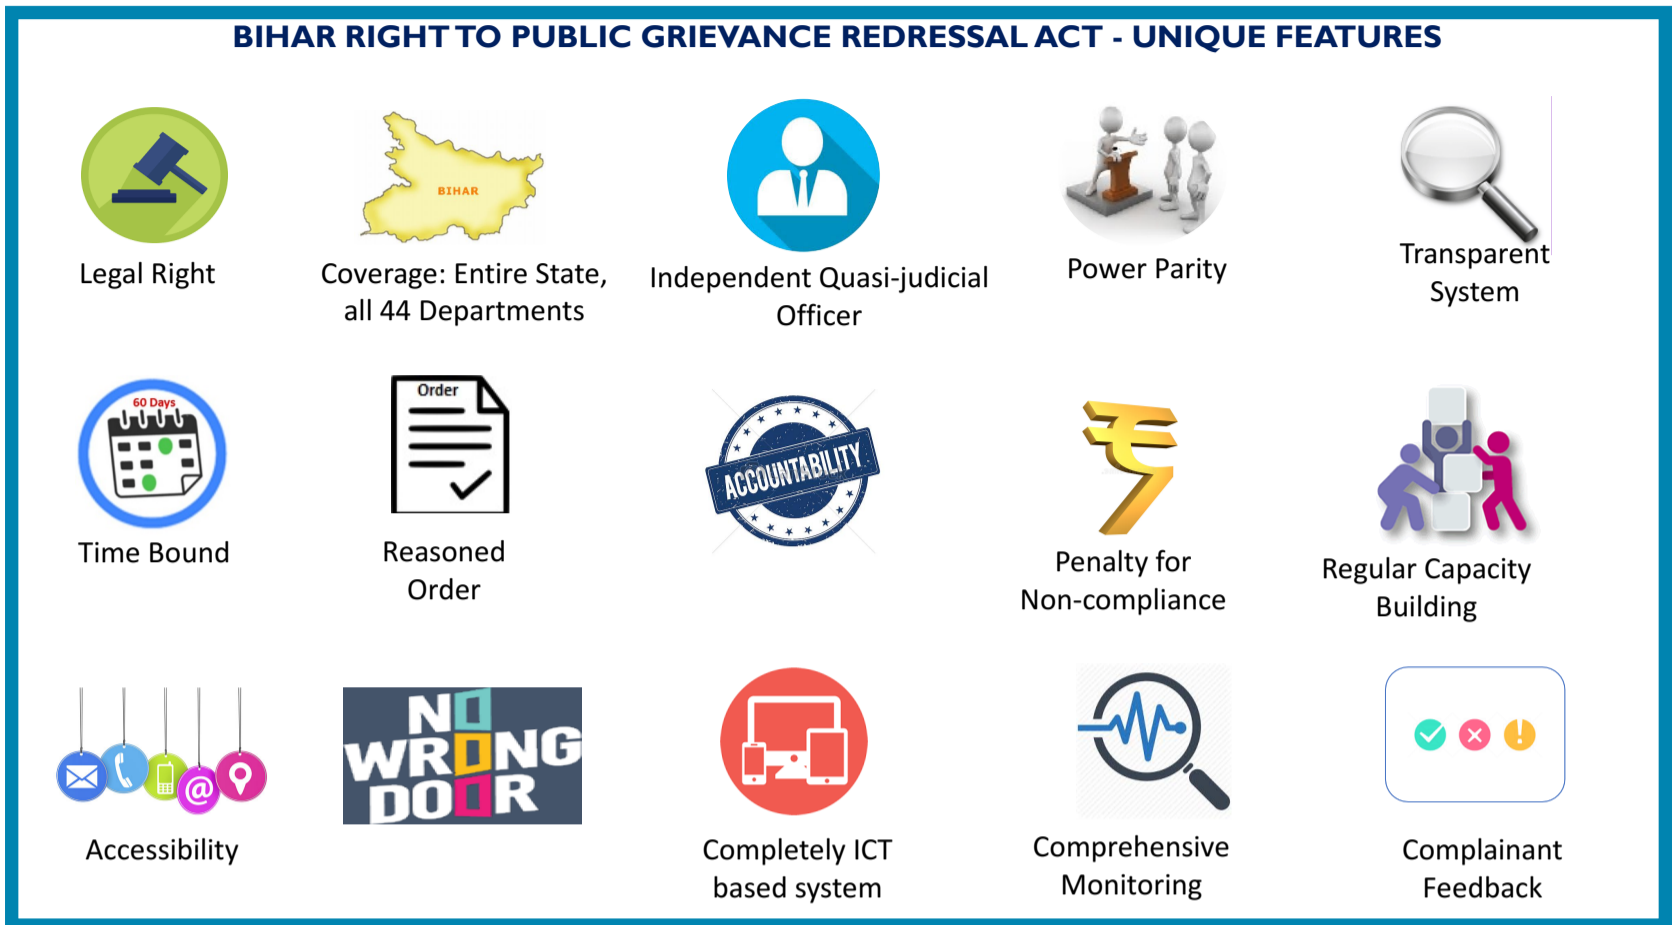 BIHAR RIGHT TO PUBLIC GRIEVANCE REDRESSAL ACT - UNIQUE FEATURES
BIHAR
Legal Right
Coverage: Entire State,
all 44 Departments
Independent Quasi-judicial
Officer
Power Parity
Transparent
System
60 Days
Time Bound
Order
Reasoned
Order
ACCOUNTABILITY
Penalty for
Non-compliance
Regular Capacity
Building
@
Accessibility
NO
WRONG
DOOR
Completely ICT
based system
Comprehensive
Monitoring
Complainant
Feedback